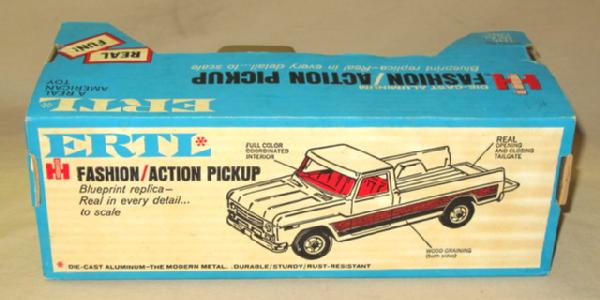 REAL
FUN!
A REAL
AMERICAN
TOY
ERTL
DIE-CAST ALUMINUM
IH FASHION/ACTION PICKUP
Blueprint replica-Real in every detail...to scale
ERTL*
IH FASHION/ACTION PICKUP
Blueprint replica—
Real in every detail...
to scale
FULL COLOR
COORDINATED
INTERIOR
REAL
OPENING
AND CLOSING
TAILGATE
WOOD GRAINING
(both sides)
* DIE-CAST ALUMINUM-THE MODERN METAL. .DURABLE/STURDY/RUST-RESISTANT